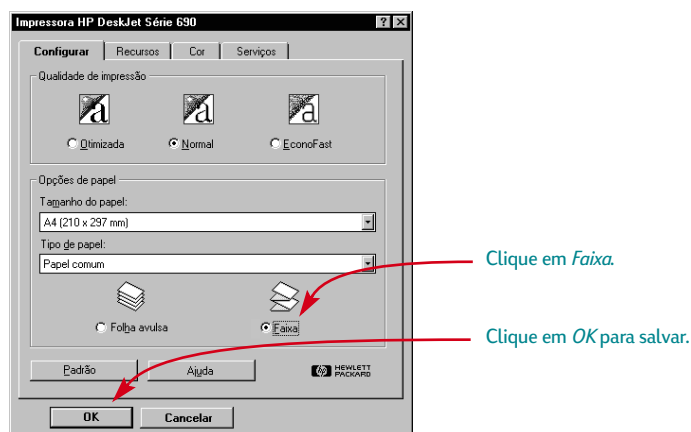 Impressora HP DeskJet Série 690
Configurar Recursos Cor Serviços
Qualidade de impressão
a a a
Otimizada Normal EconoFast
Opções de papel
Tamanho do papel:
A4 (210 x 297 mm)
Tipo de papel:
Papel comum
Clique em Faixa.
Folha avulsa Faixa
Clique em OK para salvar.
Padrão Ajuda hp HEWLETT
PACKARD
OK Cancelar